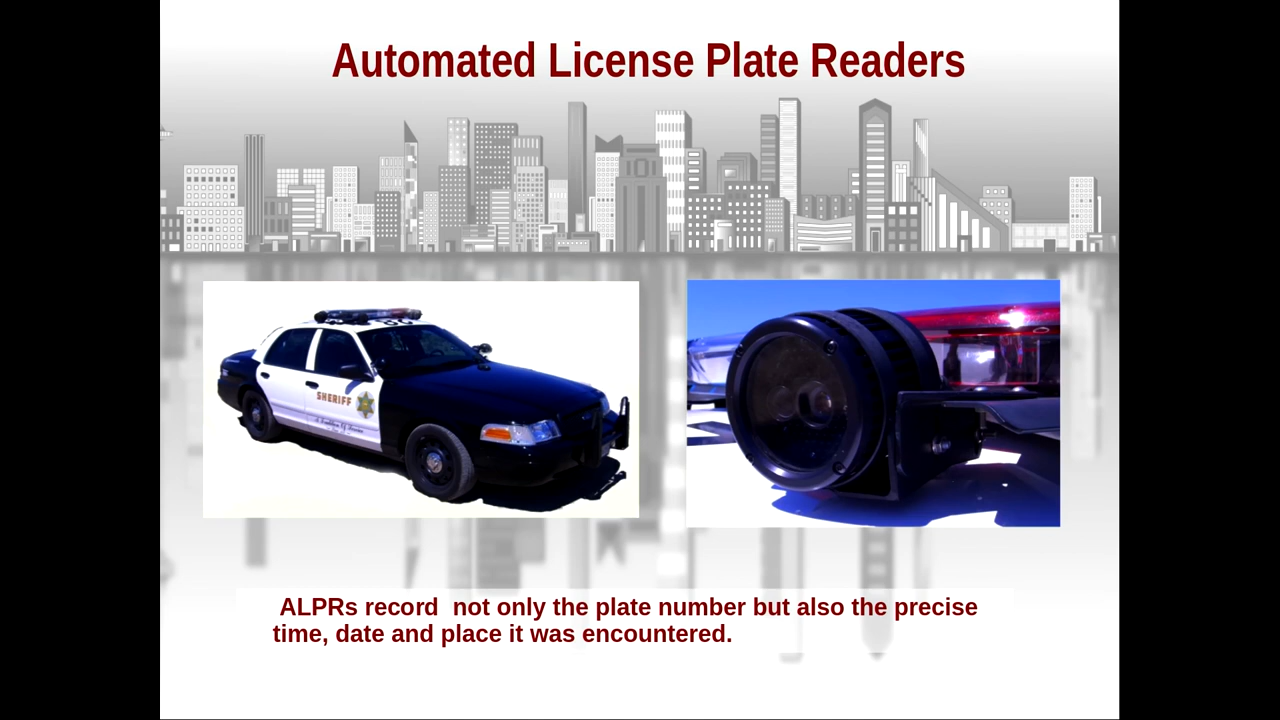 Automated License Plate Readers
SHERIFF
ALPRs record  not only the plate number but also the precise
time, date and place it was encountered.